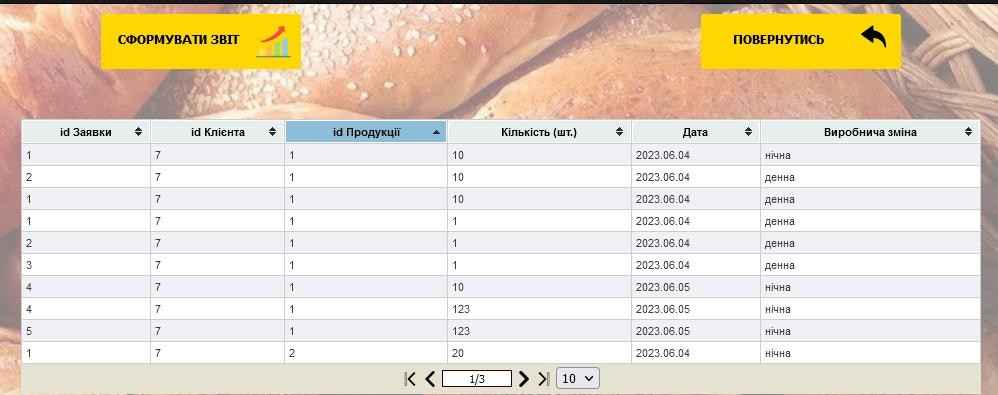 СФОРМУВАТИ ЗВІТ ПОВЕРНУТИСЬ
id Заявки id Клієнта id Продукції Кількість (шт.) Дата Виробнича зміна
1 7 1 10 2023.06.04 нічна
2 7 1 10 2023.06.04 денна
1 7 1 10 2023.06.04 денна
1 7 1 1 2023.06.04 денна
2 7 1 1 2023.06.04 денна
3 7 1 1 2023.06.04 денна
4 7 1 10 2023.06.05 нічна
4 7 1 123 2023.06.05 нічна
5 7 1 123 2023.06.05 нічна
1 7 2 20 2023.06.04 нічна
1/3 10